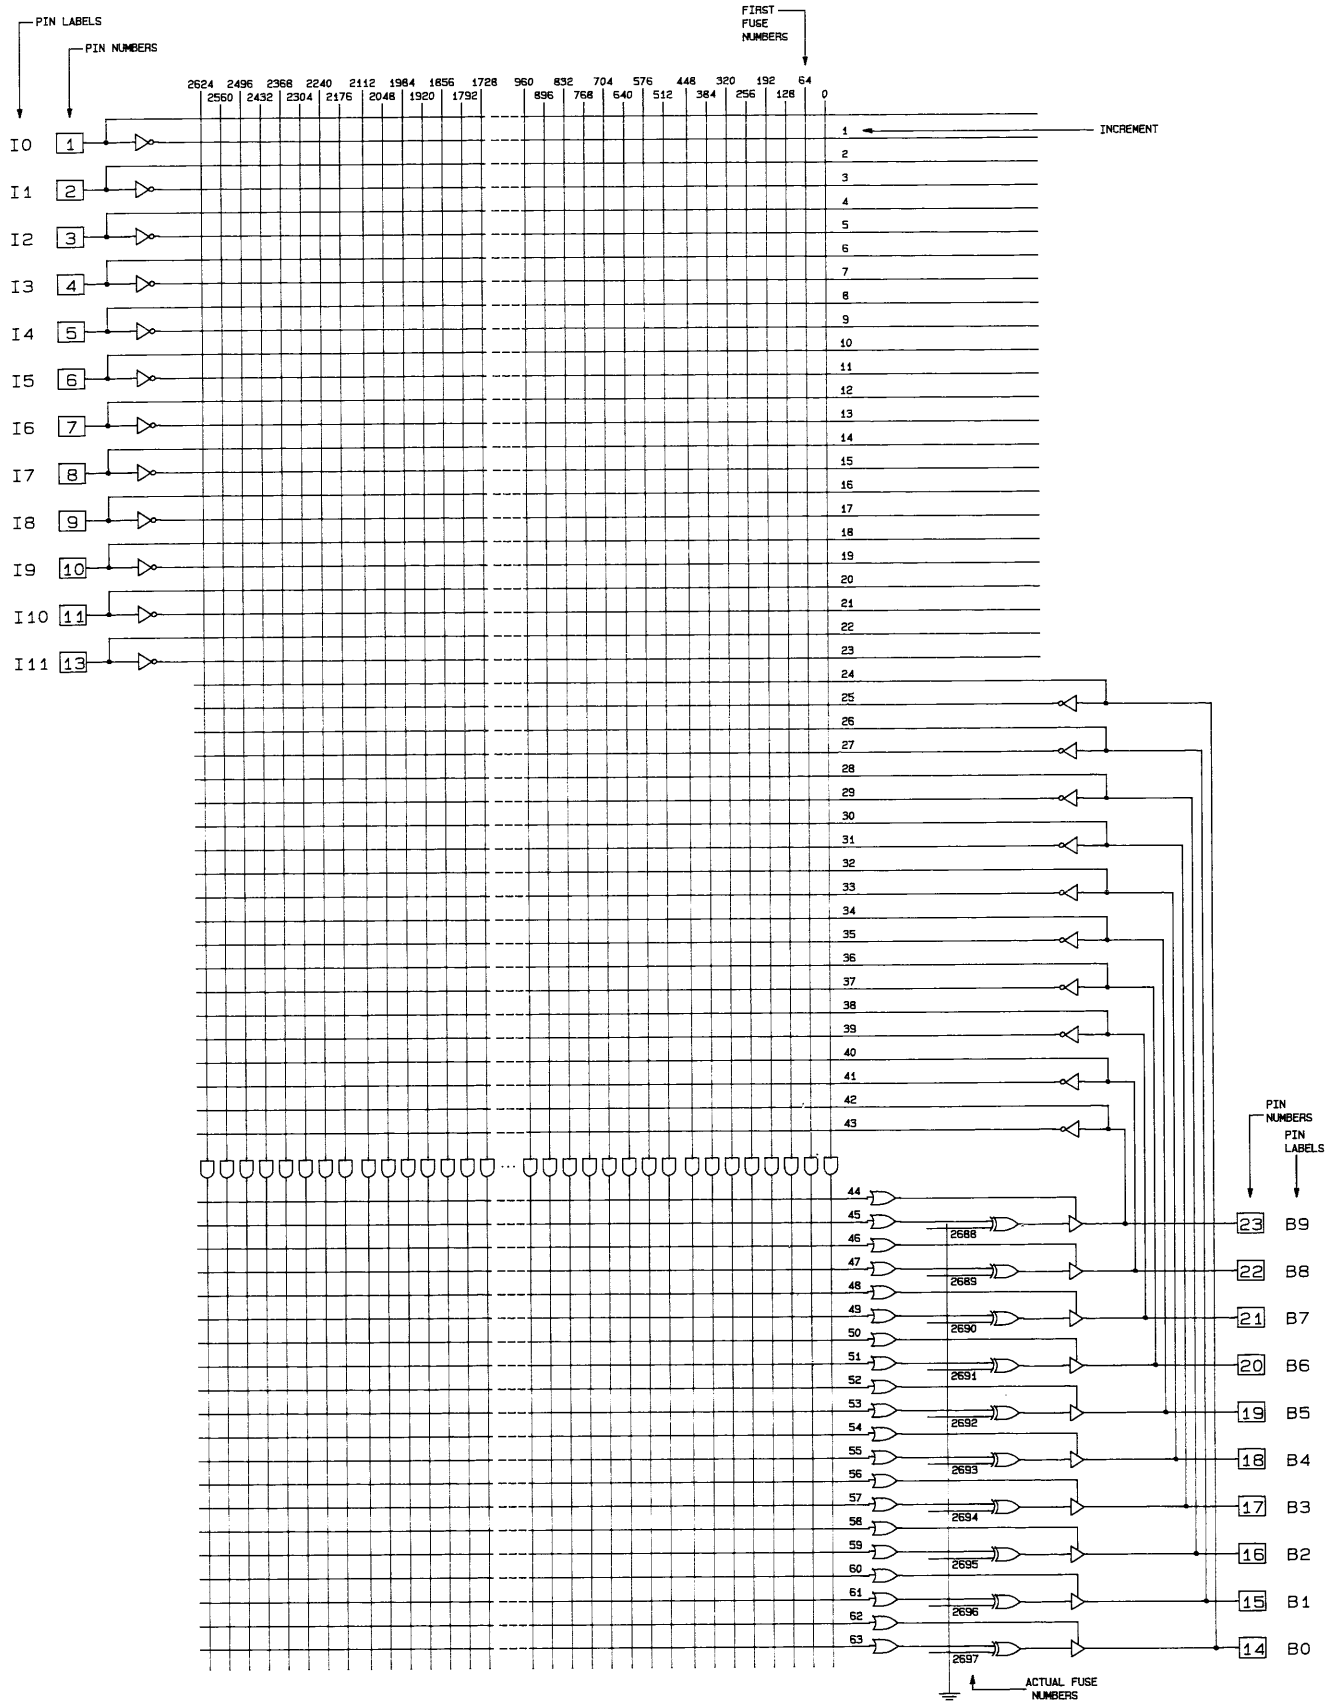 PIN LABELS
PIN NUMBERS
FIRST
FUSE
NUMBERS
2624 2496 2368 2240 2112 1984 1856 1728 960 832 704 576 448 320 192 64
2560 2432 2304 2176 2048 1920 1792 896 768 640 512 384 256 128 0
I0 1
1
INCREMENT
2
I1 2
3
4
I2 3
5
6
I3 4
7
8
I4 5
9
10
I5 6
11
12
I6 7
13
14
I7 8
15
16
I8 9
17
18
I9 10
19
20
I10 11
21
22
I11 13
23
24
25
26
27
28
29
30
31
32
33
34
35
36
37
38
39
40
41
42
43
PIN
NUMBERS
PIN
LABELS
44
45
2688
23 B9
46
47
2689
22 B8
48
49
2690
21 B7
50
51
2691
20 B6
52
53
2692
19 B5
54
55
2693
18 B4
56
57
2694
17 B3
58
59
2695
16 B2
60
61
2696
15 B1
62
63
2697
14 B0
ACTUAL FUSE
NUMBERS